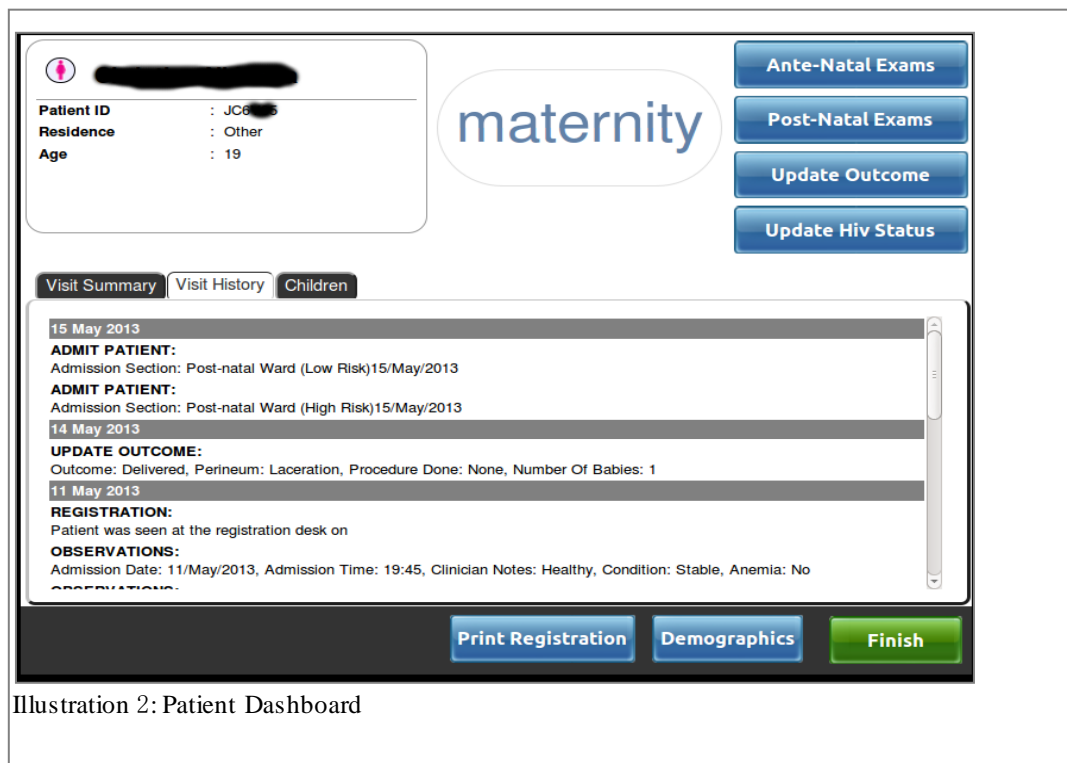 Patient ID : JC6
Residence : Other
Age : 19
maternity
Ante-Natal Exams
Post-Natal Exams
Update Outcome
Update Hiv Status
Visit Summary Visit History Children
15 May 2013
ADMIT PATIENT:
Admission Section: Post-natal Ward (Low Risk)15/May/2013
ADMIT PATIENT:
Admission Section: Post-natal Ward (High Risk)15/May/2013
14 May 2013
UPDATE OUTCOME:
Outcome: Delivered, Perineum: Laceration, Procedure Done: None, Number Of Babies: 1
11 May 2013
REGISTRATION:
Patient was seen at the registration desk on
OBSERVATIONS:
Admission Date: 11/May/2013, Admission Time: 19:45, Clinician Notes: Healthy, Condition: Stable, Anemia: No
Print Registration Demographics Finish
Illustration 2: Patient Dashboard